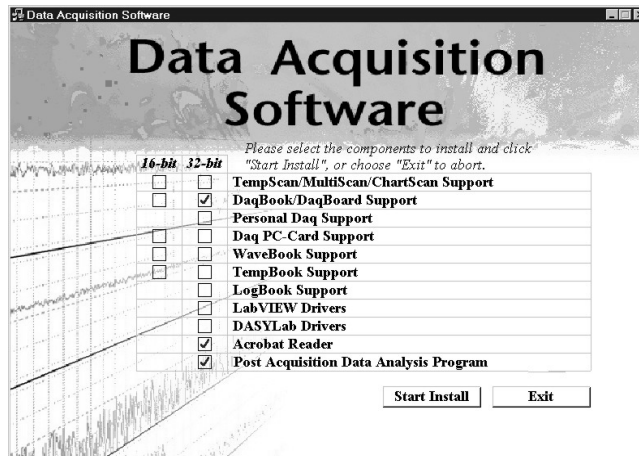 Data Acquisition Software
Data Acquisition
Software
Please select the components to install and click
"Start Install", or choose "Exit" to abort.
16-bit 32-bit
TempScan/MultiScan/ChartScan Support
DaqBook/DaqBoard Support
Personal Daq Support
Daq PC-Card Support
WaveBook Support
TempBook Support
LogBook Support
LabVIEW Drivers
DASYLab Drivers
Acrobat Reader
Post Acquisition Data Analysis Program
Start Install Exit